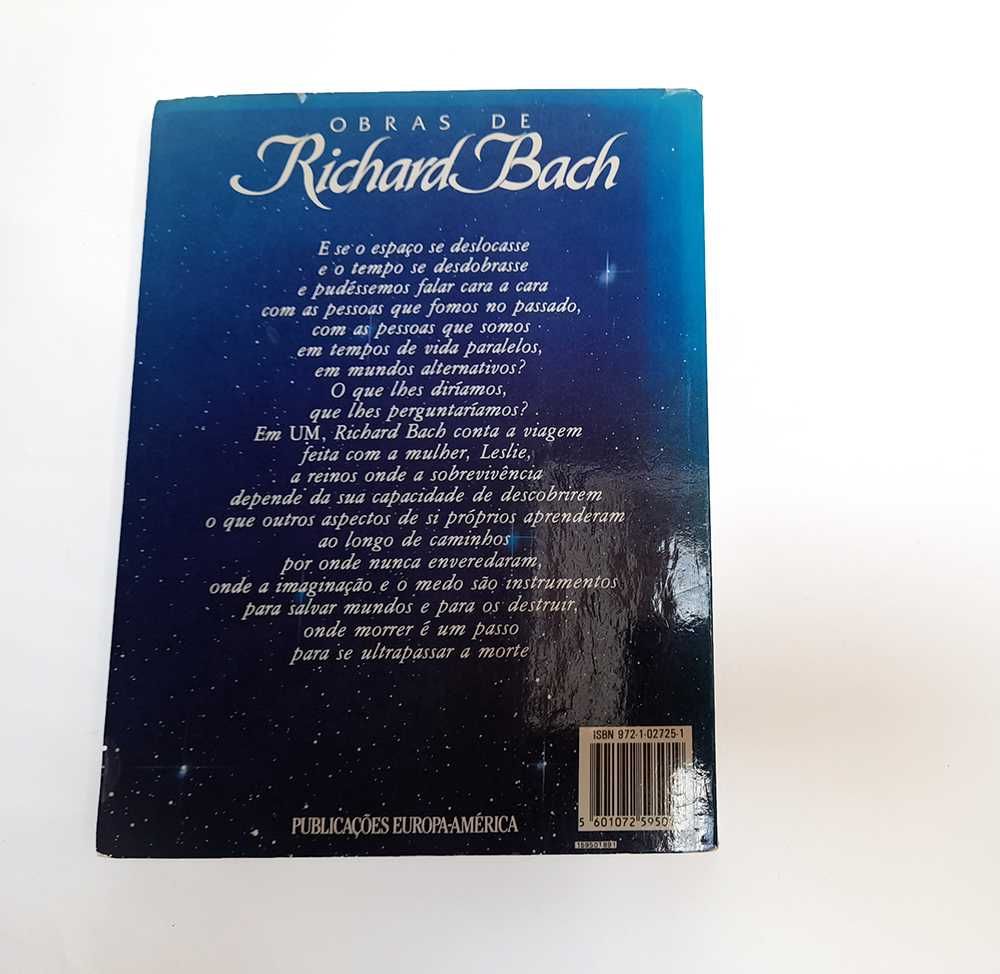 OBRAS DE
Richard Bach
E se o espaço se deslocasse
e o tempo se desdobrasse
e pudéssemos falar cara a cara
com as pessoas que fomos no passado,
com as pessoas que somos
em tempos de vida paralelos,
em mundos alternativos?
O que lhes diríamos,
que lhes perguntaríamos?
Em UM, Richard Bach conta a viagem
feita com a mulher, Leslie,
a reinos onde a sobrevivência
depende da sua capacidade de descobrirem
o que outros aspectos de si próprios aprenderam
ao longo de caminhos
por onde nunca enveredaram,
onde a imaginação e o medo são instrumentos
para salvar mundos e para os destruir,
onde morrer é um passo
para se ultrapassar a morte
ISBN 972-1-02725-1
5 601072
PUBLICAÇÕES EUROPA-AMÉRICA